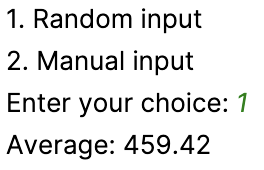 1. Random input
2. Manual input
Enter your choice: 1
Average: 459.42